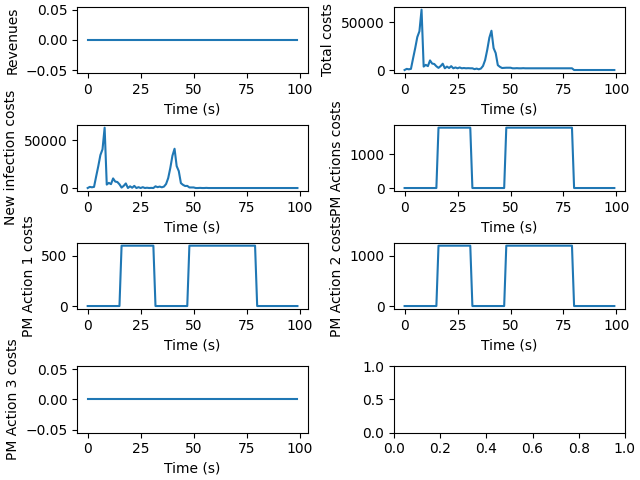 Revenues
0.05
0.00
−0.05
0 25 50 75 100
Time (s)
Total costs
50000
0
0 25 50 75 100
Time (s)
New infection costs
50000
0
0 25 50 75 100
Time (s)
PM Actions costs
1000
0
0 25 50 75 100
Time (s)
PM Action 1 costs
500
0
0 25 50 75 100
Time (s)
PM Action 2 costs
1000
0
0 25 50 75 100
Time (s)
PM Action 3 costs
0.05
0.00
−0.05
0 25 50 75 100
Time (s)
1.0
0.5
0.0
0.0 0.2 0.4 0.6 0.8 1.0